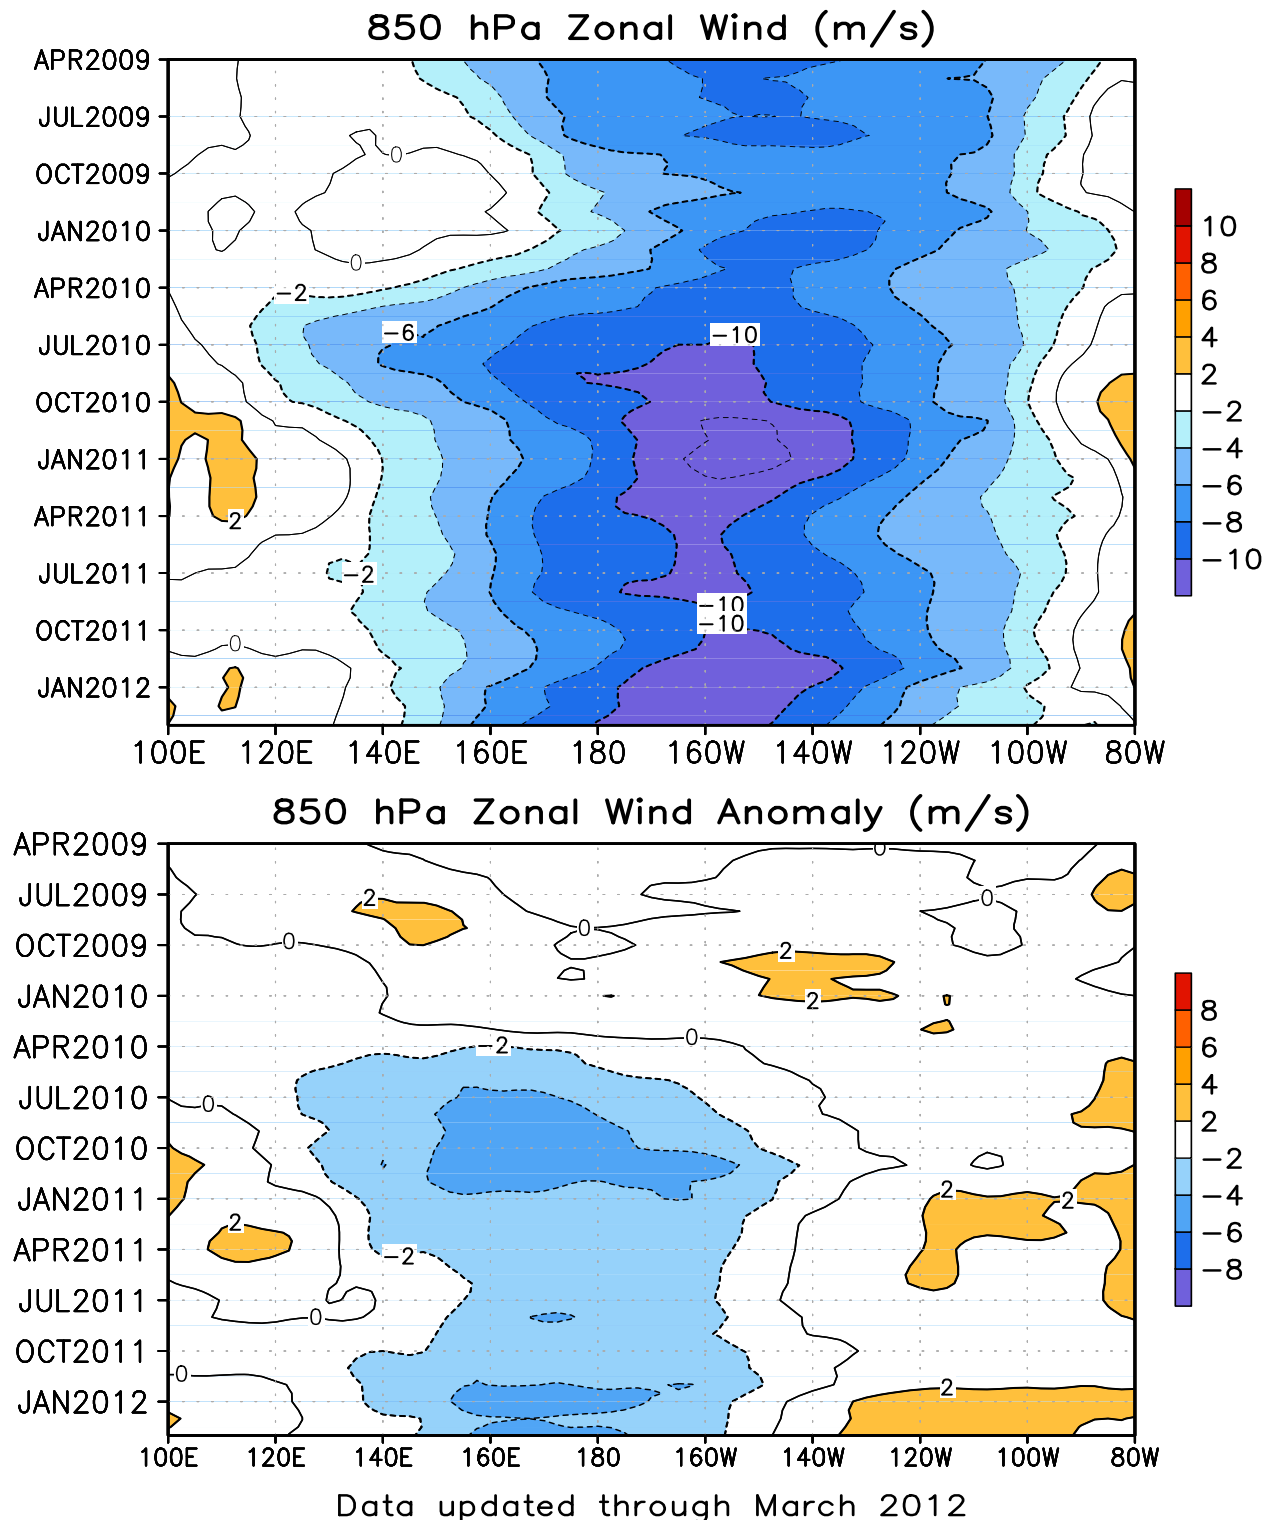 850 hPa Zonal Wind (m/s)
APR2009
JUL2009
0
OCT2009
JAN2010
0
APR2010
−2
−6
−10
JUL2010
OCT2010
JAN2011
APR2011
2
JUL2011
−2
−10
−10
OCT2011
0
JAN2012
100E 120E 140E 160E 180 160W 140W 120W 100W 80W
10
8
6
4
2
−2
−4
−6
−8
−10
850 hPa Zonal Wind Anomaly (m/s)
APR2009
0
JUL2009
2
0
0
OCT2009
0
2
JAN2010
2
0
APR2010
−2
JUL2010
0
OCT2010
JAN2011
2
2
2
APR2011
−2
JUL2011
0
OCT2011
0
2
JAN2012
100E 120E 140E 160E 180 160W 140W 120W 100W 80W
8
6
4
2
−2
−4
−6
−8
Data updated through March 2012